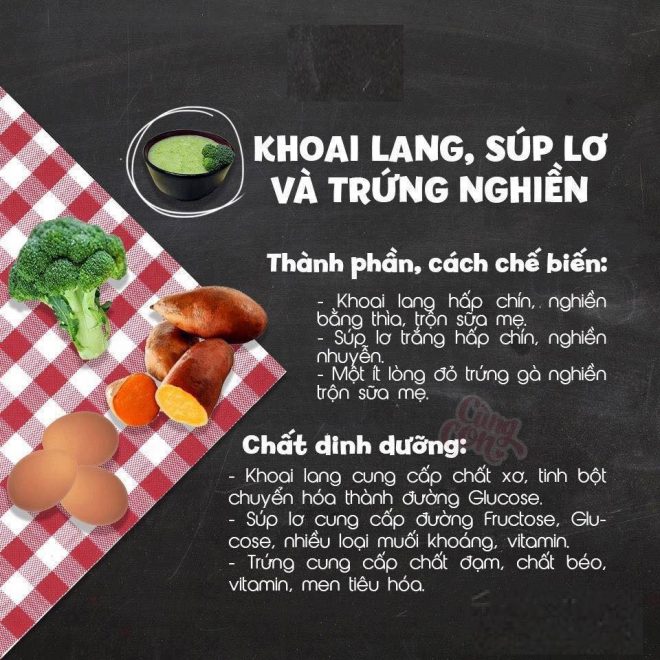 KHOAI LANG, SÚP LƠ
VÀ TRỨNG NGHIỀN
Thành phần, cách chế biến:
- Khoai lang hấp chín, nghiền
bằng thìa, trộn sữa mẹ.
- Súp lơ trắng hấp chín, nghiền
nhuyễn.
- Một ít lòng đỏ trứng gà nghiền
trộn sữa mẹ.
Cùng
Con
Chất dinh dưỡng:
- Khoai lang cung cấp chất xơ, tinh bột
chuyển hóa thành đường Glucose.
- Súp lơ cung cấp đường Fructose, Glu-
cose, nhiều loại muối khoáng, vitamin.
- Trứng cung cấp chất đạm, chất béo,
vitamin, men tiêu hóa.